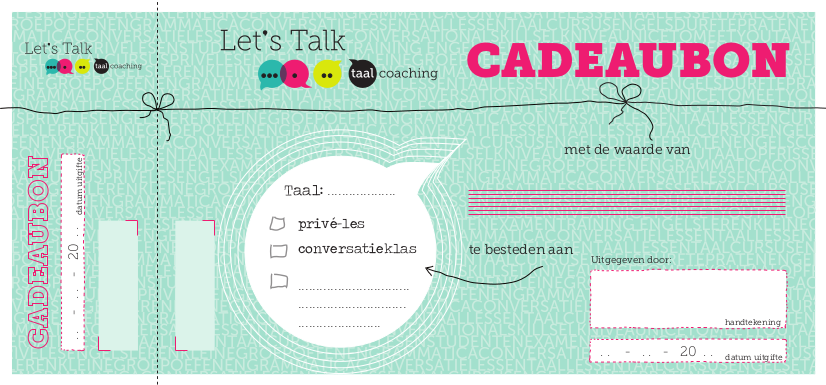 Let's Talk
taal coaching
CADEAUBON
datum uitgifte
.. - .. - 20 ..
Let's Talk
taal coaching
CADEAUBON
met de waarde van
Taal: ..................
privé-les
conversatieklas
te besteden aan
Uitgegeven door:
handtekening
.. - .. - 20 .. datum uitgifte